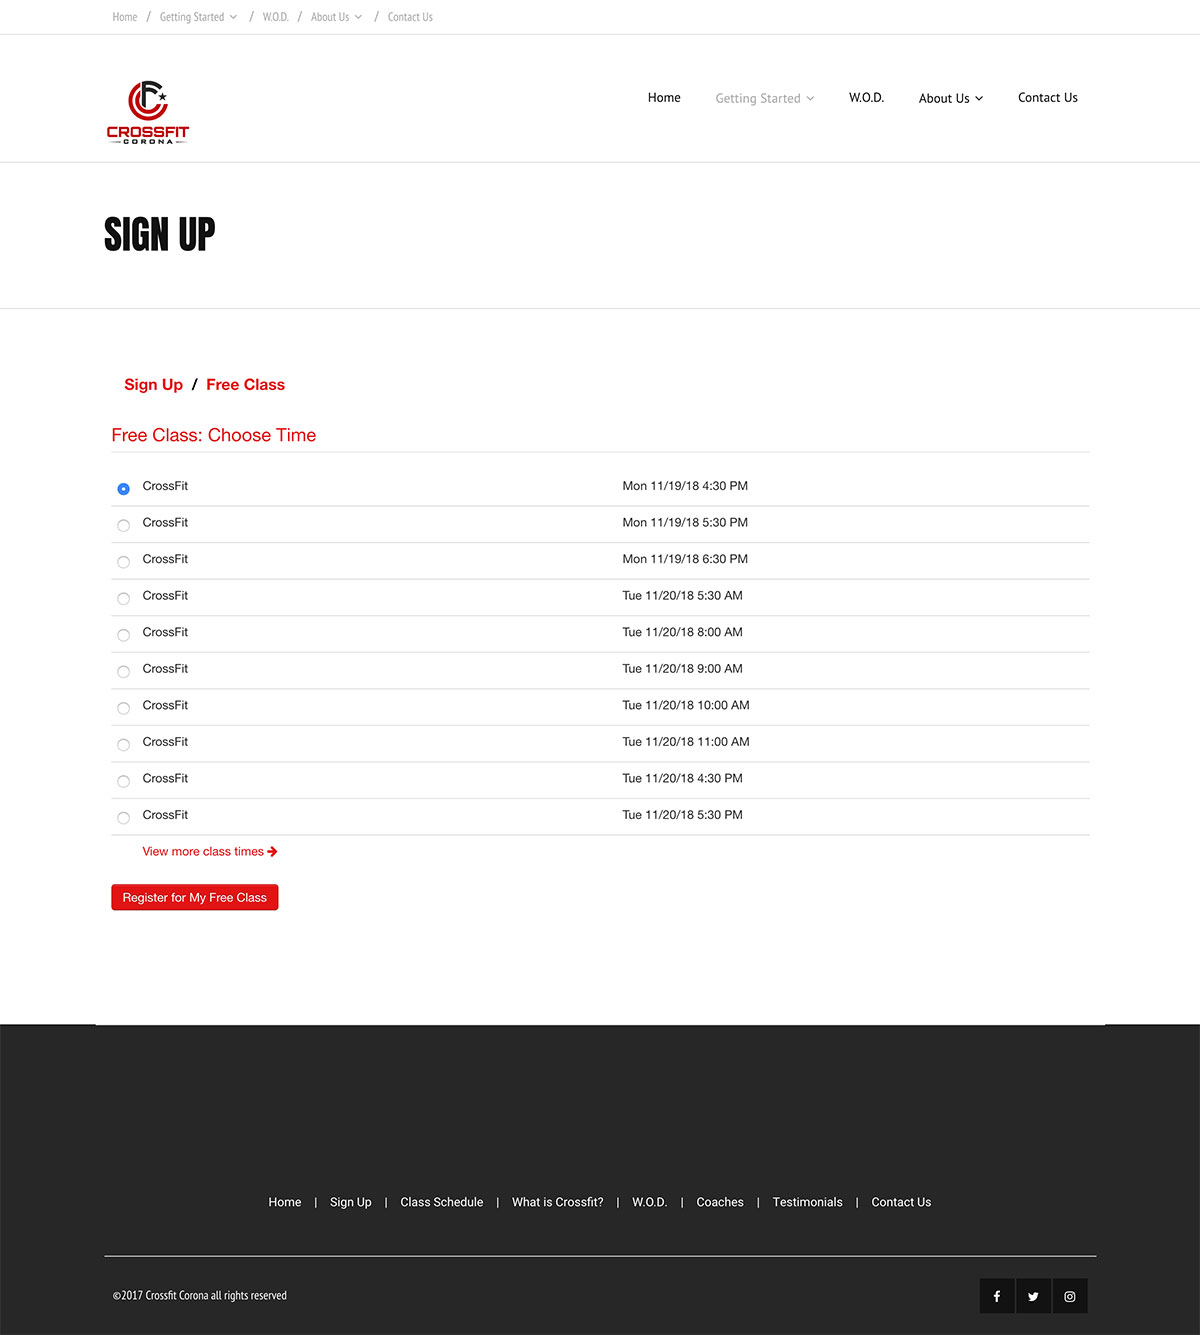 Home / Getting Started / W.O.D. / About Us / Contact Us
CROSSFIT
CORONA
Home Getting Started W.O.D. About Us Contact Us
SIGN UP
Sign Up / Free Class
Free Class: Choose Time
CrossFit Mon 11/19/18 4:30 PM
CrossFit Mon 11/19/18 5:30 PM
CrossFit Mon 11/19/18 6:30 PM
CrossFit Tue 11/20/18 5:30 AM
CrossFit Tue 11/20/18 8:00 AM
CrossFit Tue 11/20/18 9:00 AM
CrossFit Tue 11/20/18 10:00 AM
CrossFit Tue 11/20/18 11:00 AM
CrossFit Tue 11/20/18 4:30 PM
CrossFit Tue 11/20/18 5:30 PM
View more class times
Register for My Free Class
Home | Sign Up | Class Schedule | What is Crossfit? | W.O.D. | Coaches | Testimonials | Contact Us
©2017 Crossfit Corona all rights reserved